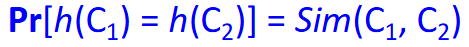 Pr[h(C₁) = h(C₂)] = Sim(C₁, C₂)